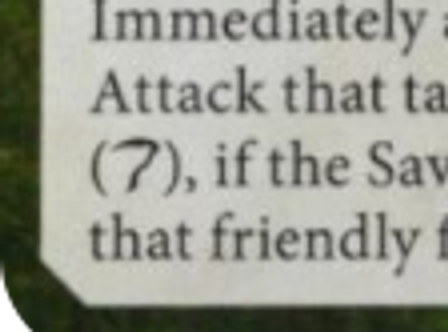 Immediately
Attack that ta
(7), if the Sav
that friendly f